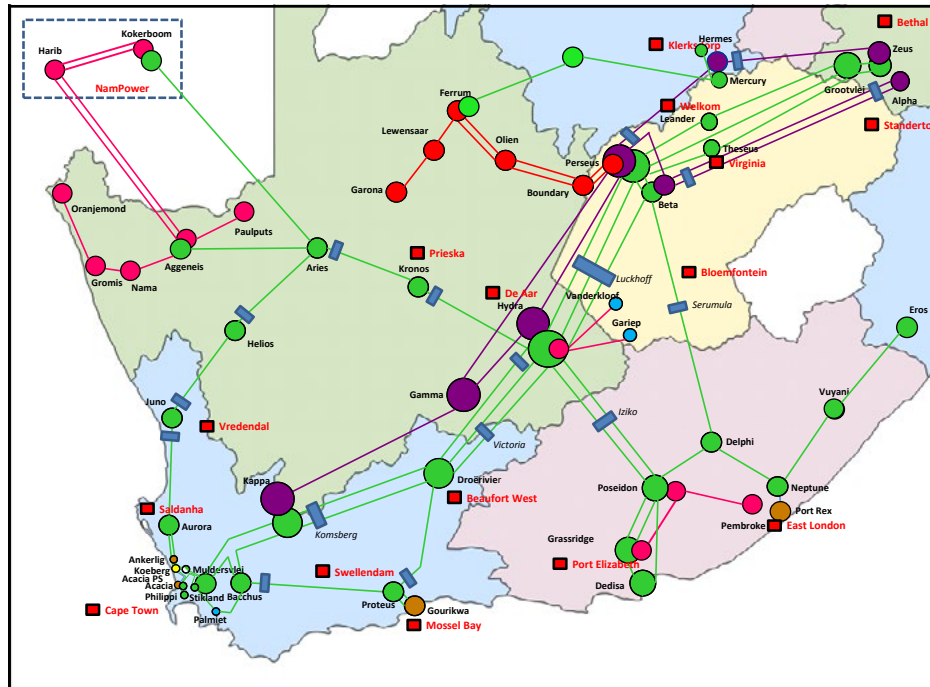 Bethal
Hermes
Kokerboom
Harib
Klerksdorp
Zeus
NamPower
Mercury
Grootvlei
Alpha
Ferrum
Welkom
Leander
Standerto
Lewensaar
Olien
Theseus
Perseus
Virginia
Garona
Boundary
Beta
Oranjemond
Paulputs
Aggeneis
Aries
Prieska
Gromis
Nama
Kronos
Luckhoff
Bloemfontein
De Aar
Vanderkloof
Hydra
Serumula
Gariep
Eros
Helios
Gamma
Vuyani
Juno
Iziko
Vredendal
Victoria
Delphi
Droërivier
Kappa
Poseidon
Neptune
Beaufort West
Saldanha
Port Rex
Pembroke
East London
Aurora
Komsberg
Grassridge
Ankerlig
Koeberg
Muldersvlei
Port Elizabeth
Acacia PS
Swellendam
Acacia
Stikland
Bacchus
Dedisa
Philippi
Proteus
Cape Town
Palmiet
Gourikwa
Mossel Bay